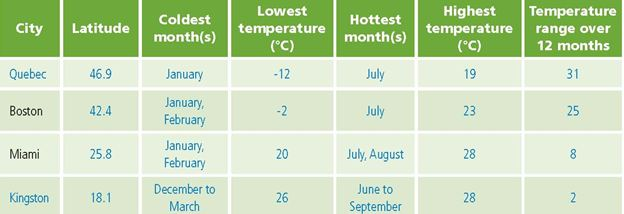 City Latitude Coldest month(s) Lowest temperature (°C) Hottest month(s) Highest temperature (°C) Temperature range over 12 months
Quebec 46.9 January -12 July 19 31
Boston 42.4 January, February -2 July 23 25
Miami 25.8 January, February 20 July, August 28 8
Kingston 18.1 December to March 26 June to September 28 2